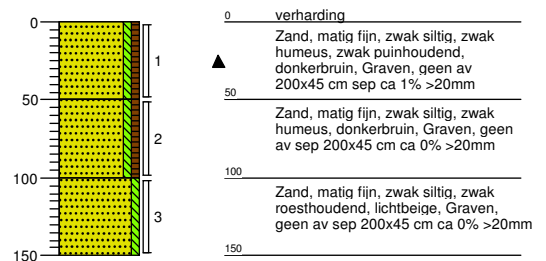 0
50
100
150
1
2
3
0 verharding
Zand, matig fijn, zwak siltig, zwak
humeus, zwak puinhoudend,
donkerbruin, Graven, geen av
200x45 cm sep ca 1% >20mm
50
Zand, matig fijn, zwak siltig, zwak
humeus, donkerbruin, Graven, geen
av sep 200x45 cm ca 0% >20mm
100
Zand, matig fijn, zwak siltig, zwak
roesthoudend, lichtbeige, Graven,
geen av sep 200x45 cm ca 0% >20mm
150